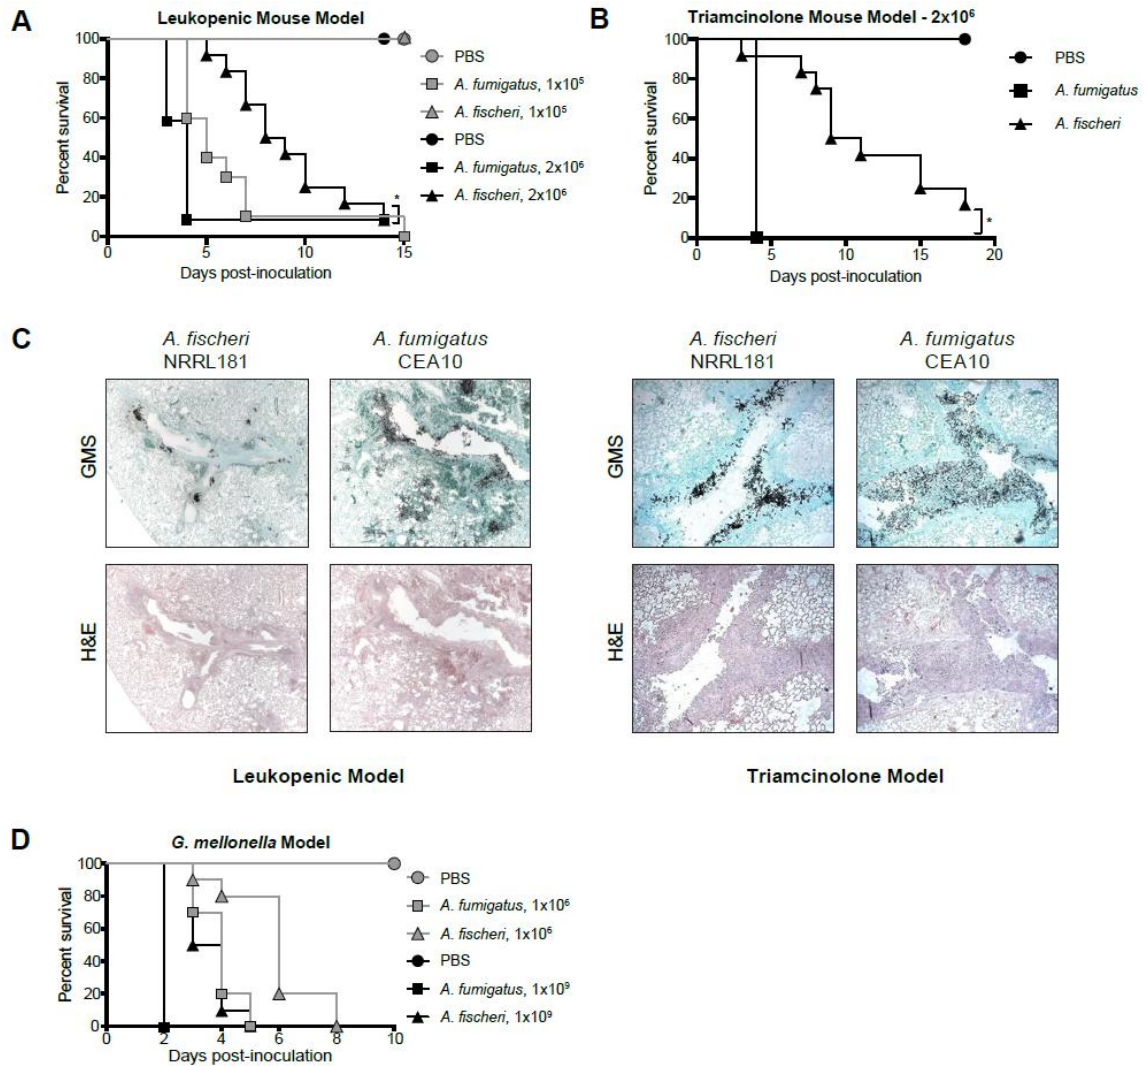 A
Leukopenic Mouse Model
Percent survival
100
80
60
40
20
0
0 5 10 15
*
Days post-inoculation
PBS
A. fumigatus, 1x10⁵
A. fischeri, 1x10⁵
PBS
A. fumigatus, 2x10⁶
A. fischeri, 2x10⁶
B
Triamcinolone Mouse Model - 2x10⁶
Percent survival
100
80
60
40
20
0
0 5 10 15 20
*
Days post-inoculation
PBS
A. fumigatus
A. fischeri
C
A. fischeri
NRRL181
A. fumigatus
CEA10
GMS
H&E
Leukopenic Model
A. fischeri
NRRL181
A. fumigatus
CEA10
GMS
H&E
Triamcinolone Model
D
G. mellonella Model
Percent survival
100
80
60
40
20
0
0 2 4 6 8 10
Days post-inoculation
PBS
A. fumigatus, 1x10⁶
A. fischeri, 1x10⁶
PBS
A. fumigatus, 1x10⁹
A. fischeri, 1x10⁹